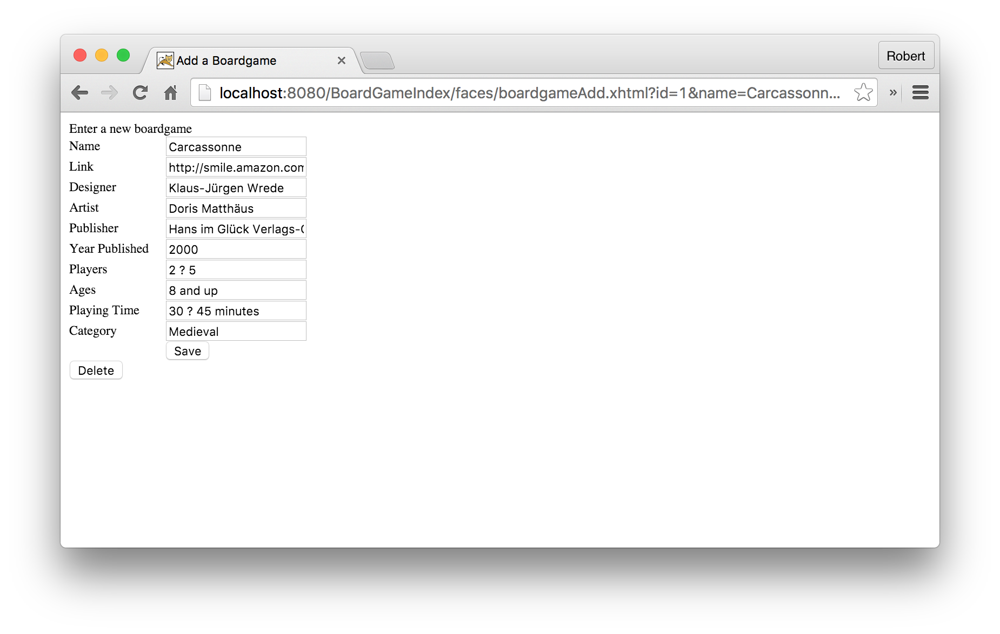 Add a Boardgame
Robert
localhost:8080/BoardGameIndex/faces/boardgameAdd.xhtml?id=1&name=Carcassonn...
Enter a new boardgame
Name Carcassonne
Link http://smile.amazon.com
Designer Klaus-Jürgen Wrede
Artist Doris Matthäus
Publisher Hans im Glück Verlags-
Year Published 2000
Players 2 ? 5
Ages 8 and up
Playing Time 30 ? 45 minutes
Category Medieval
Save
Delete